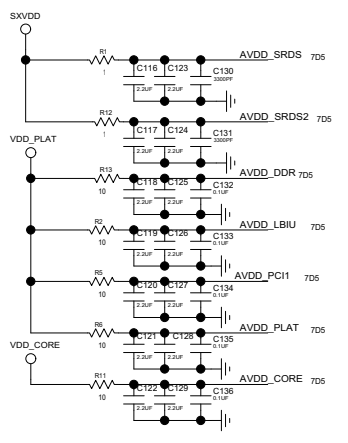 SXVDD
R1
1
C116
C123
C130
3300PF
2.2UF
2.2UF
AVDD_SRDS 7D5
R12
1
C117
C124
C131
3300PF
2.2UF
2.2UF
AVDD_SRDS2 7D5
VDD_PLAT
R13
10
C118
C125
C132
0.1UF
2.2UF
2.2UF
AVDD_DDR 7D5
R2
10
C119
C126
C133
0.1UF
2.2UF
2.2UF
AVDD_LBIU 7D5
R5
10
C120
C127
C134
0.1UF
2.2UF
2.2UF
AVDD_PCI1 7D5
R6
10
C121
C128
C135
0.1UF
2.2UF
2.2UF
AVDD_PLAT 7D5
VDD_CORE
R11
10
C122
C129
C136
0.1UF
2.2UF
2.2UF
AVDD_CORE 7D5